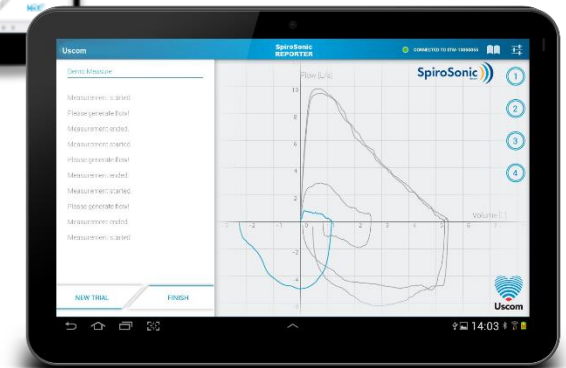 Uscom
SpiroSonic
REPORTER
Demo Measure
Measurement started.
Please generate flow!
Measurement ended.
Measurement started.
Please generate flow!
Measurement ended.
Measurement started.
Please generate flow!
Measurement ended.
Measurement started.
NEW TRIAL
FINISH
Flow [L/s]
SpiroSonic
10
8
6
4
2
-2
-1
0
1
2
3
4
5
6
7
Volume [L]
-2
-4
-6
1
2
3
4
Uscom
14:03